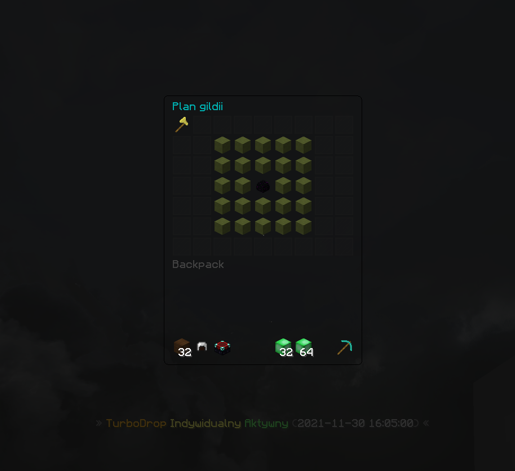 Plan gildii
Backpack
32 32 64
» TurboDrop Indywidualny Aktywny (2021-11-30 16:05:00) «